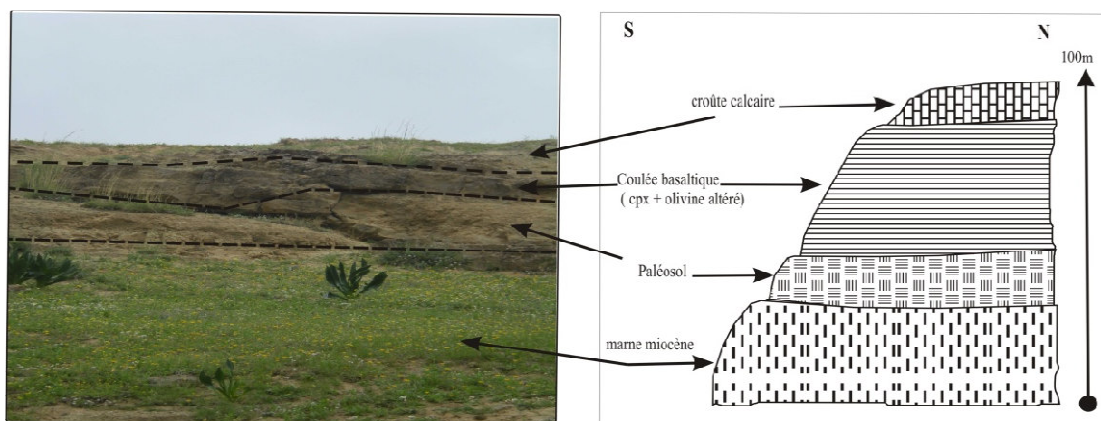 S
N
100m
croûte calcaire
Coulée basaltique
( cpx + olivine altéré)
Paléosol
marne miocène